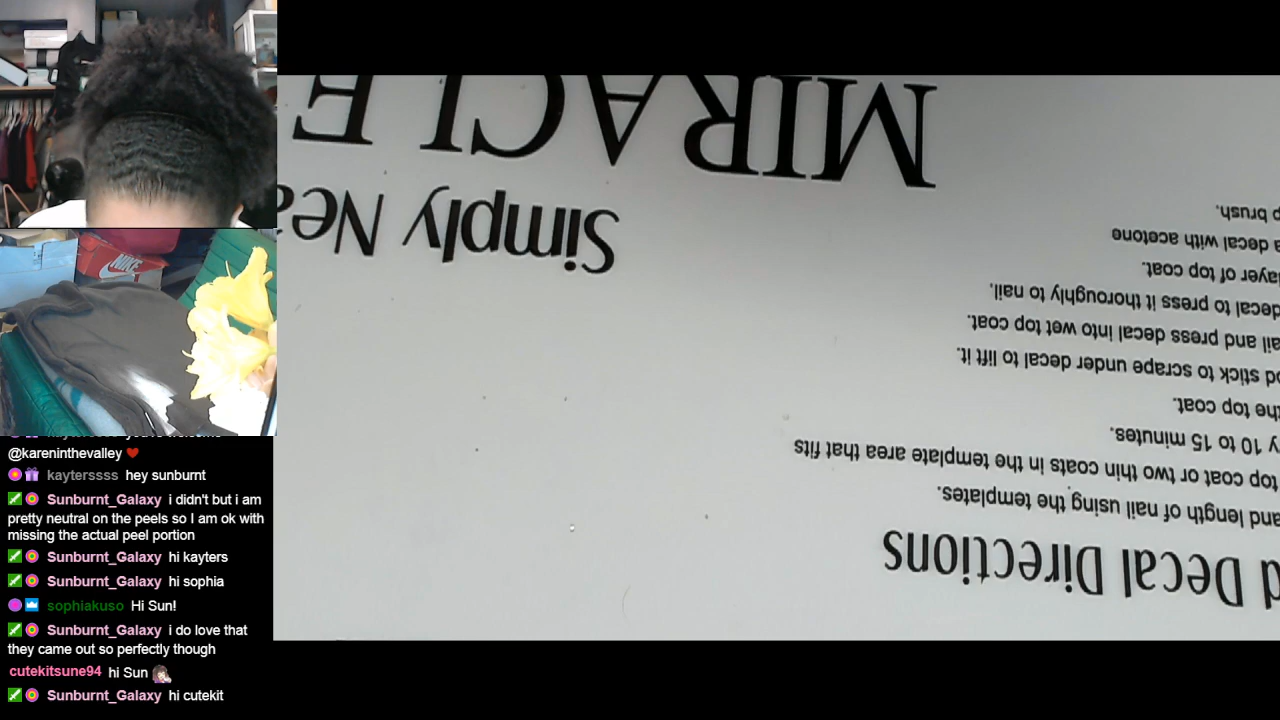 @kareninthevalley ❤️
kayterssss hey sunburnt
Sunburnt_Galaxy i didn't but i am
pretty neutral on the peels so I am ok with
missing the actual peel portion
Sunburnt_Galaxy hi kayters
Sunburnt_Galaxy hi sophia
sophiakuso Hi Sun!
Sunburnt_Galaxy i do love that
they came out so perfectly though
cutekitsune94 hi Sun
Sunburnt_Galaxy hi cutekit
NIKE
Decal Directions
and length of nail using the templates.
top coat or two thin coats in the template area that fits
10 to 15 minutes.
top coat.
stick to scrape under decal to lift it.
and press decal into wet top coat.
decal to press it thoroughly to nail.
layer of top coat.
decal with acetone
brush.
Simply
MIRACLE